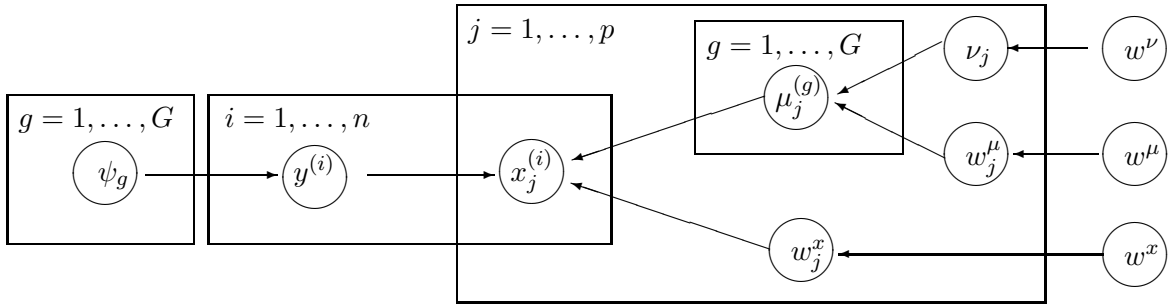 j = 1, . . . , p
g = 1, . . . , G
ν_j
w^ν
μ_j^{(g)}
g = 1, . . . , G
i = 1, . . . , n
ψ_g
y^{(i)}
x_j^{(i)}
w_j^μ
w^μ
w_j^x
w^x